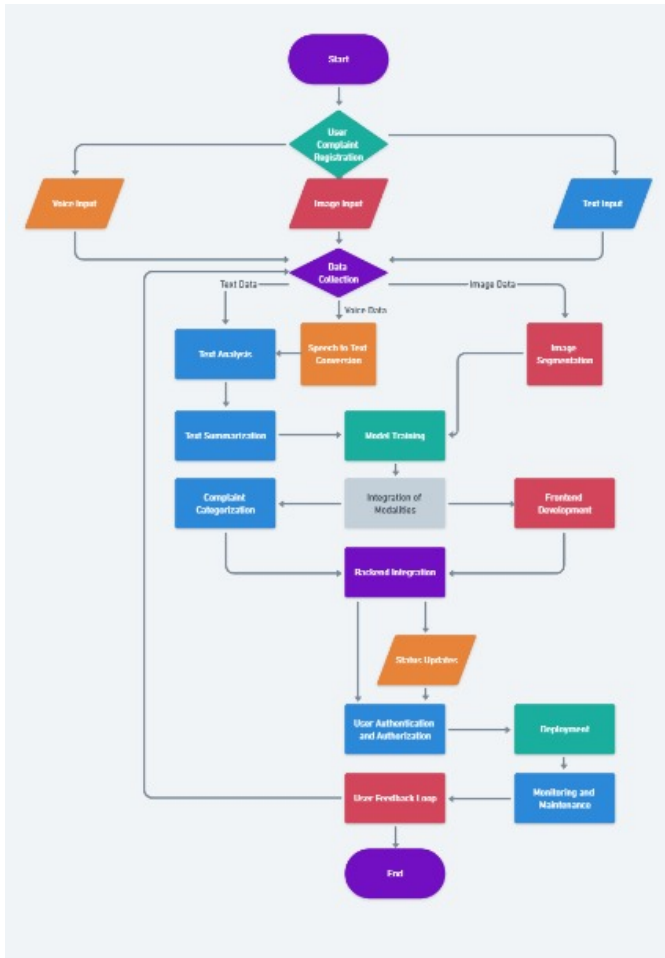 Start
User
Complaint
Registration
Voice Input
Image Input
Text Input
Data
Collection
Text Data
Image Data
Voice Data
Text Analysis
Speech to Text
Conversion
Image
Segmentation
Text Summarization
Model Training
Complaint
Categorization
Integration of
Modalities
Frontend
Development
Backend Integration
Status Updates
User Authentication
and Authorization
Deployment
User Feedback Loop
Monitoring and
Maintenance
End